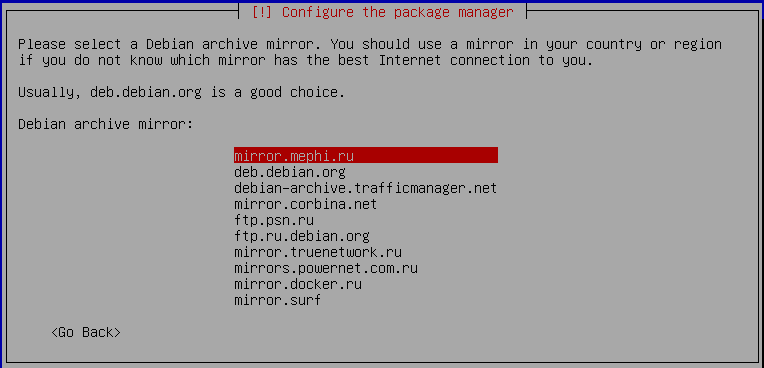 [!] Configure the package manager
Please select a Debian archive mirror. You should use a mirror in your country or region
if you do not know which mirror has the best Internet connection to you.
Usually, deb.debian.org is a good choice.
Debian archive mirror:
mirror.mephi.ru
deb.debian.org
debian-archive.trafficmanager.net
mirror.corbina.net
ftp.psn.ru
ftp.ru.debian.org
mirror.truenetwork.ru
mirrors.powernet.com.ru
mirror.docker.ru
mirror.surf
<Go Back>